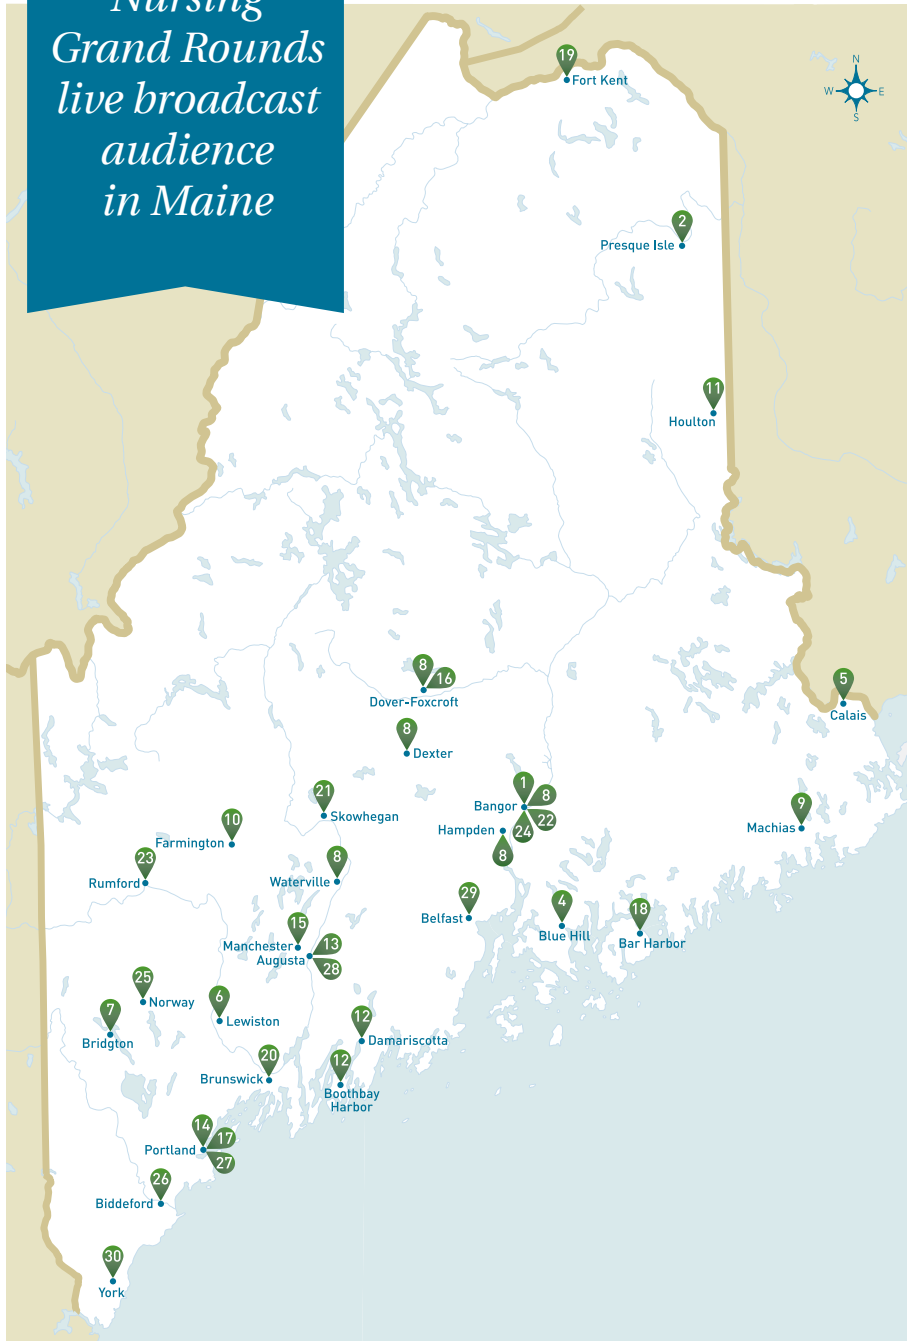 Nursing
Grand Rounds
live broadcast
audience
in Maine
N
W E
S
19
Fort Kent
2
Presque Isle
11
Houlton
8
16
Dover-Foxcroft
5
Calais
8
Dexter
1
8
Bangor
22
24
Hampden
8
21
Skowhegan
9
Machias
10
Farmington
23
Rumford
8
Waterville
29
Belfast
4
Blue Hill
18
Bar Harbor
15
Manchester
13
Augusta
28
25
Norway
6
Lewiston
7
Bridgton
12
Damariscotta
20
Brunswick
12
Boothbay
Harbor
14
17
Portland
27
26
Biddeford
30
York